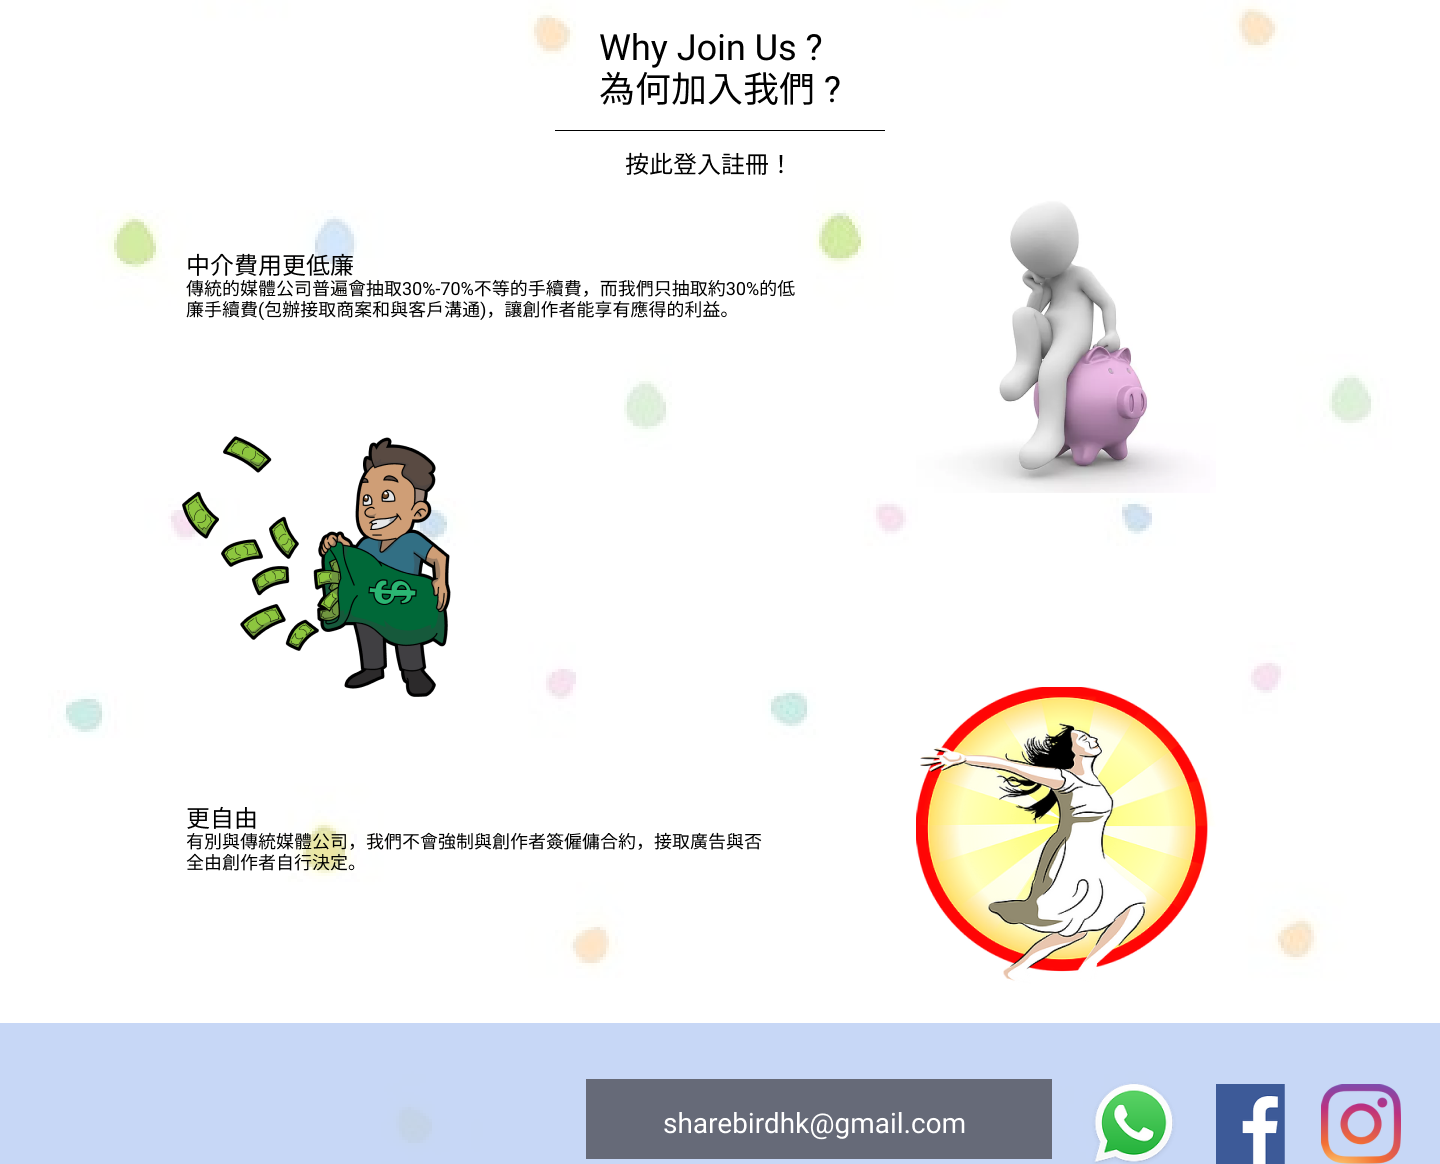 Why Join Us ?
為何加入我們 ?
按此登入註冊！
中介費用更低廉
傳統的媒體公司普遍會抽取30%-70%不等的手續費，而我們只抽取約30%的低
廉手續費(包辦接取商案和與客戶溝通)，讓創作者能享有應得的利益。
$
更自由
有別與傳統媒體公司，我們不會強制與創作者簽僱傭合約，接取廣告與否
全由創作者自行決定。
sharebirdhk@gmail.com